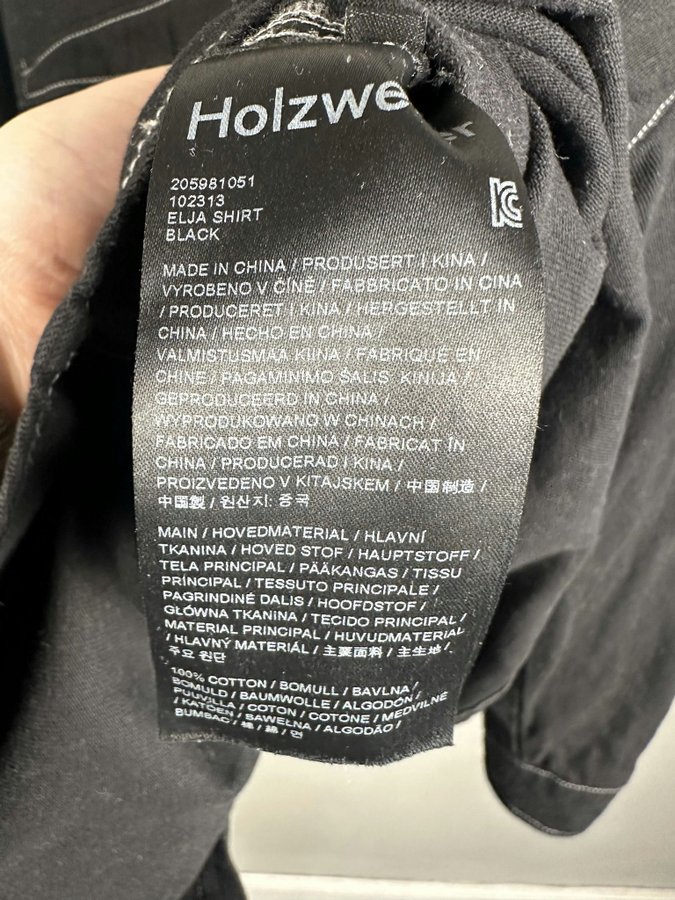 Holzwe
205981051
102313
ELJA SHIRT
BLACK
MADE IN CHINA / PRODUSERT I KINA /
VYROBENO V ČÍNĚ / FABBRICATO IN CINA
/ PRODUCERET I KINA / HERGESTELLT IN
CHINA / HECHO EN CHINA /
VALMISTUSMAA KIINA / FABRIQUÉ EN
CHINE / PAGAMINIMO ŠALIS: KINIJA /
GEPRODUCEERD IN CHINA /
WYPRODUKOWANO W CHINACH /
FABRICADO EM CHINA / FABRICAT ÎN
CHINA / PRODUCERAD I KINA /
PROIZVEDENO V KITAJSKEM / 中国制造 /
中国製 / 원산지: 중국
MAIN / HOVEDMATERIAL / HLAVNÍ
TKANINA / HOVED STOF / HAUPTSTOFF /
TELA PRINCIPAL / PÄÄKANGAS / TISSU
PRINCIPAL / TESSUTO PRINCIPALE /
PAGRINDINĖ DALIS / HOOFDSTOF /
GŁÓWNA TKANINA / TECIDO PRINCIPAL /
MATERIAL PRINCIPAL / HUVUDMATERIAL
/ HLAVNÝ MATERIÁL / 主要面料 / 主生地 /
주요 원단
100% COTTON / BOMULL / BAVLNA /
BOMULD / BAUMWOLLE / ALGODÓN /
PUUVILLA / COTON / COTONE / MEDVILNĖ
/ KATOEN / BAWEŁNA / ALGODÃO /
BUMBAC / 棉 / 綿 / 면